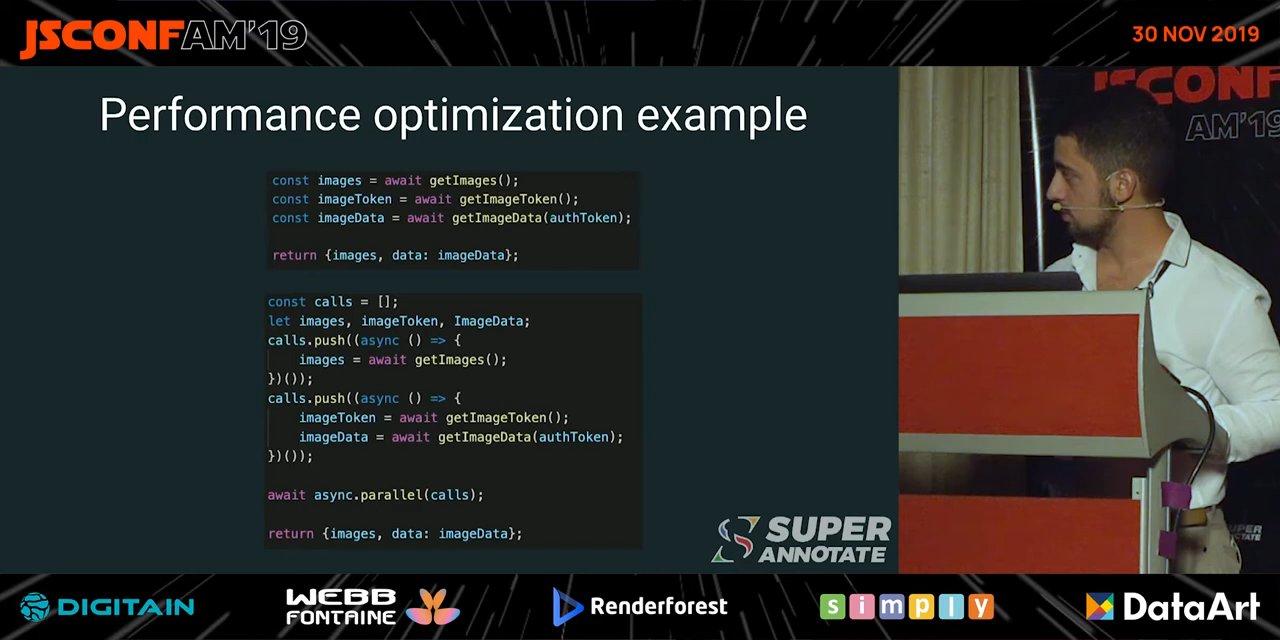 JSCONFAM'19
30 NOV 2019
Performance optimization example
const images = await getImages();
const imageToken = await getImageToken();
const imageData = await getImageData(authToken);
return {images, data: imageData};
const calls = [];
let images, imageToken, ImageData;
calls.push((async () => {
images = await getImages();
})());
calls.push((async () => {
imageToken = await getImageToken();
imageData = await getImageData(authToken);
})());
await async.parallel(calls);
return {images, data: imageData};
SUPER
ANNOTATE
JSCONF
AM'19
SUPER
DIGITAIN
WEBB
FONTAINE
Renderforest
simply
DataArt